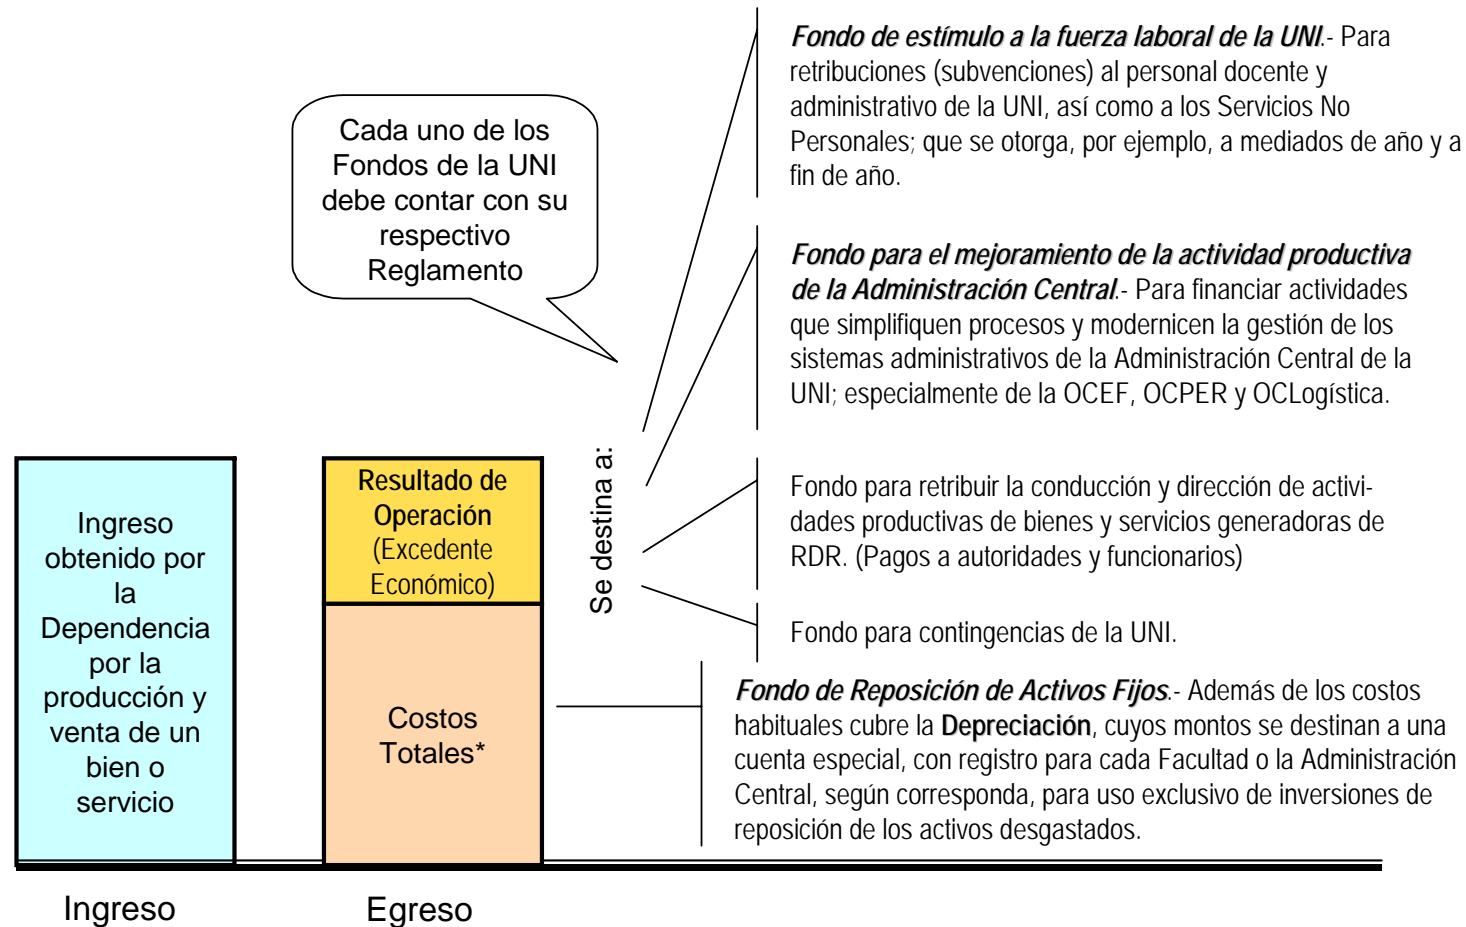 Fondo de estímulo a la fuerza laboral de la UNI.- Para
retribuciones (subvenciones) al personal docente y
administrativo de la UNI, así como a los Servicios No
Personales; que se otorga, por ejemplo, a mediados de año y a
fin de año.
Cada uno de los
Fondos de la UNI
debe contar con su
respectivo
Reglamento
Fondo para el mejoramiento de la actividad productiva
de la Administración Central.- Para financiar actividades
que simplifiquen procesos y modernicen la gestión de los
sistemas administrativos de la Administración Central de la
UNI; especialmente de la OCEF, OCPER y OCLogística.
Ingreso
obtenido por
la
Dependencia
por la
producción y
venta de un
bien o
servicio
Resultado de
Operación
(Excedente
Económico)
Se destina a:
Fondo para retribuir la conducción y dirección de activi-
dades productivas de bienes y servicios generadoras de
RDR. (Pagos a autoridades y funcionarios)
Fondo para contingencias de la UNI.
Costos
Totales*
Fondo de Reposición de Activos Fijos.- Además de los costos
habituales cubre la Depreciación, cuyos montos se destinan a una
cuenta especial, con registro para cada Facultad o la Administración
Central, según corresponda, para uso exclusivo de inversiones de
reposición de los activos desgastados.
Ingreso
Egreso